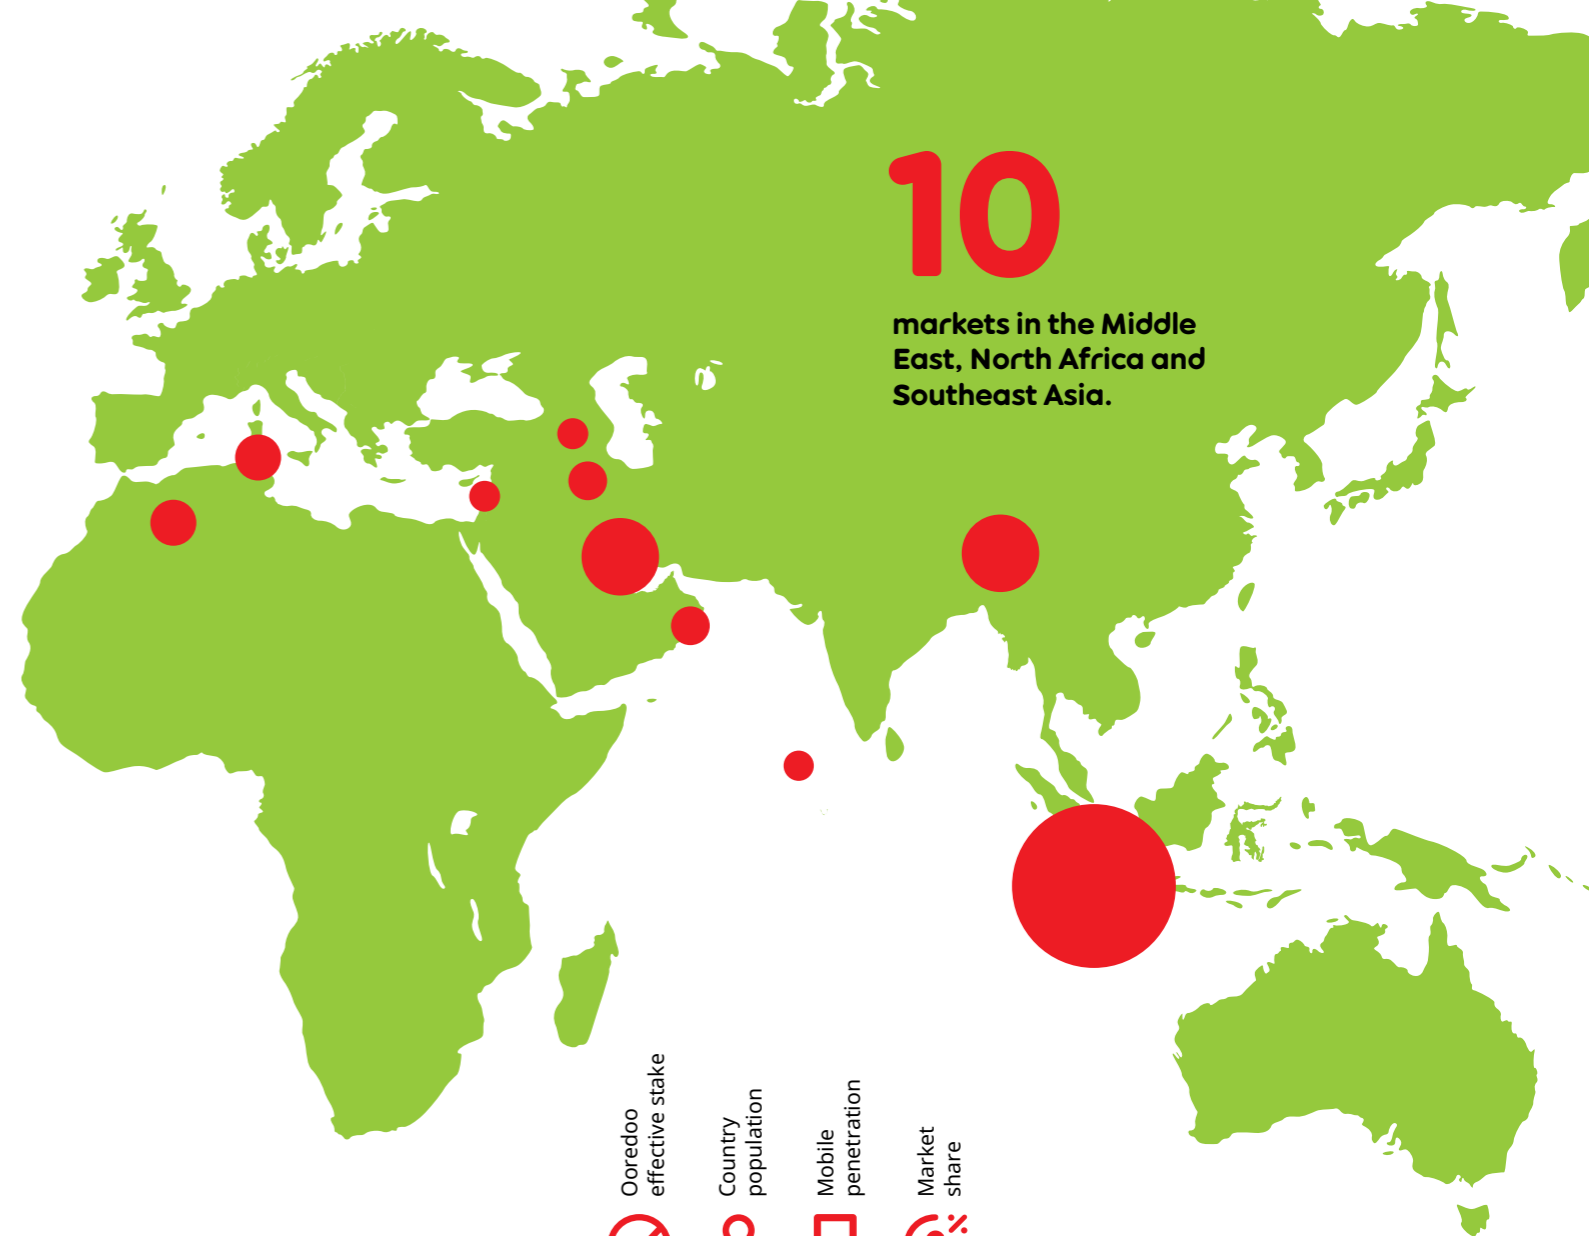 10
markets in the Middle
East, North Africa and
Southeast Asia.
Ooredoo
effective stake
Country
population
Mobile
penetration
Market
share